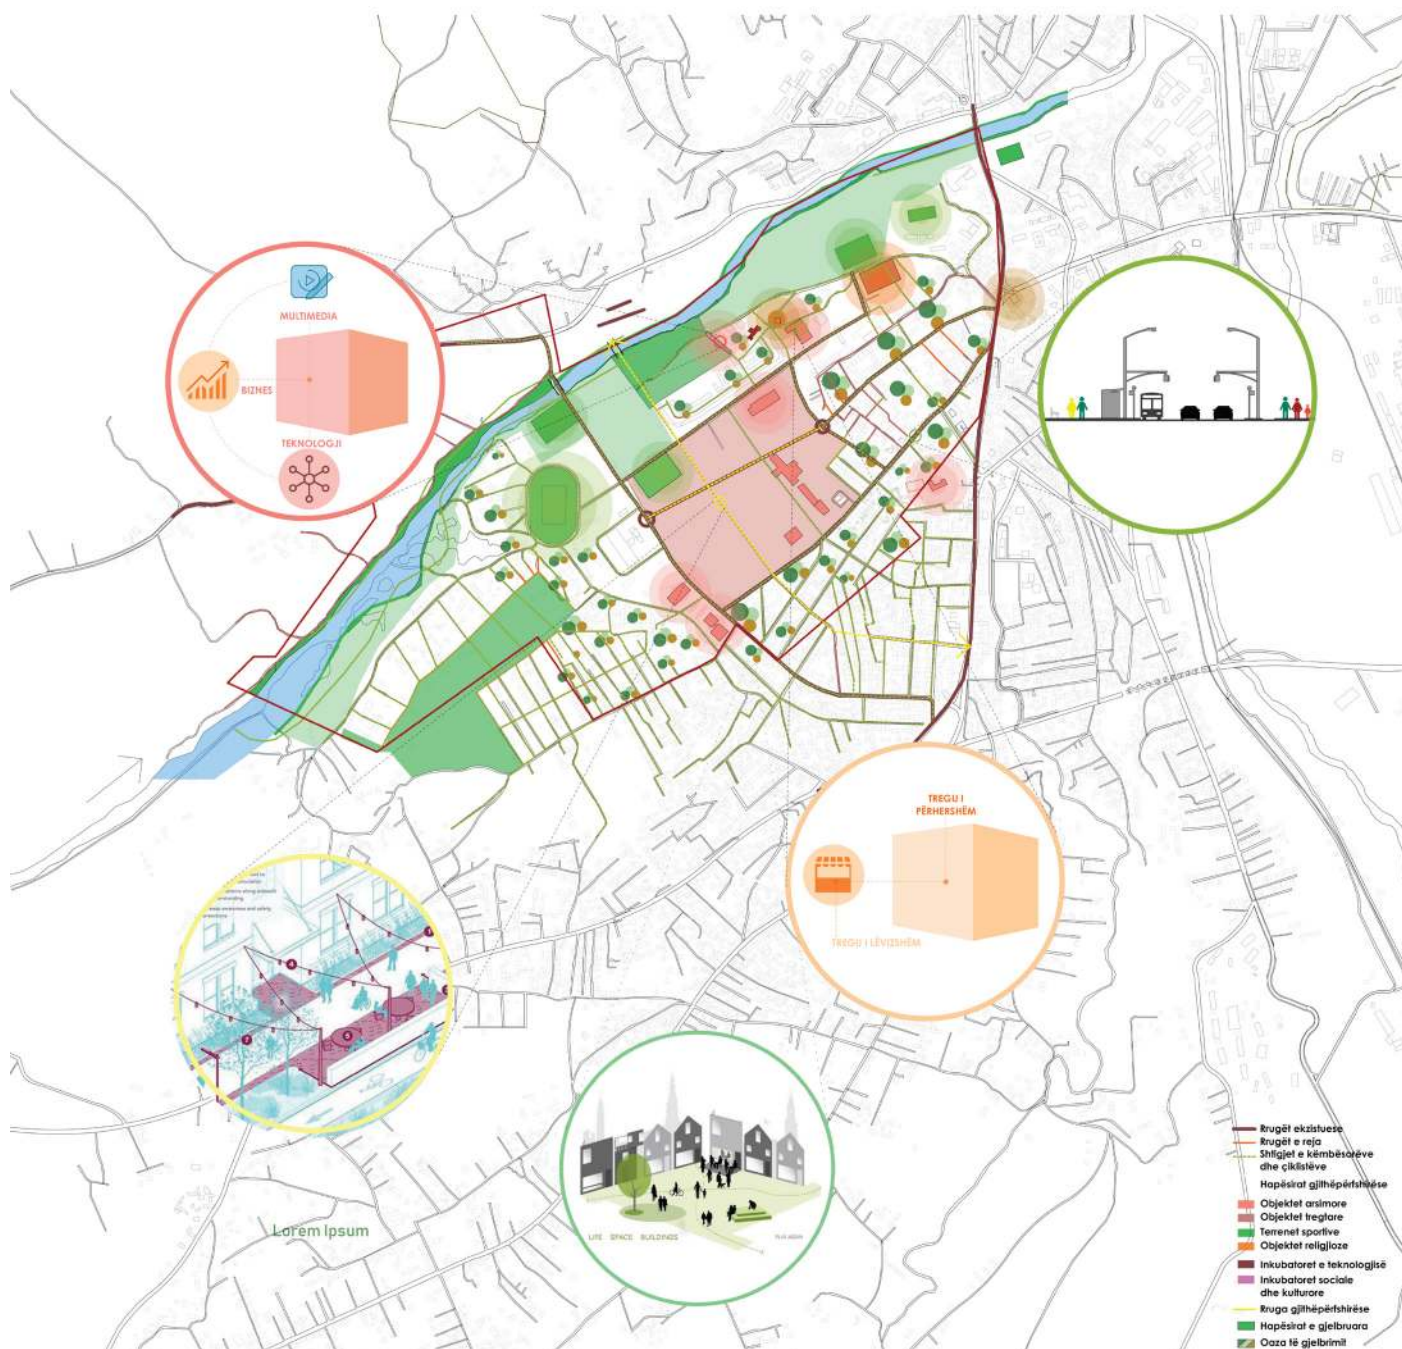 MULTIMEDIA
BIZNES
TEKNOLOGJI
TREGU I
PËRHERSHËM
TREGU I LËVIZSHËM
LIFE SPACE BUILDINGS
Lorem Ipsum
Rrugët ekzistuese
Rrugët e reja
Shtigjet e këmbësorëve
dhe çiklistëve
Hapësirat gjithëpërfshirëse
Objektet arsimore
Objektet tregtare
Terrenet sportive
Objektet religjioze
Inkubatoret e teknologjisë
Inkubatoret sociale
dhe kulturore
Rruga gjithëpërfshirëse
Hapësirat e gjelbruara
Oaza të gjelbrimit